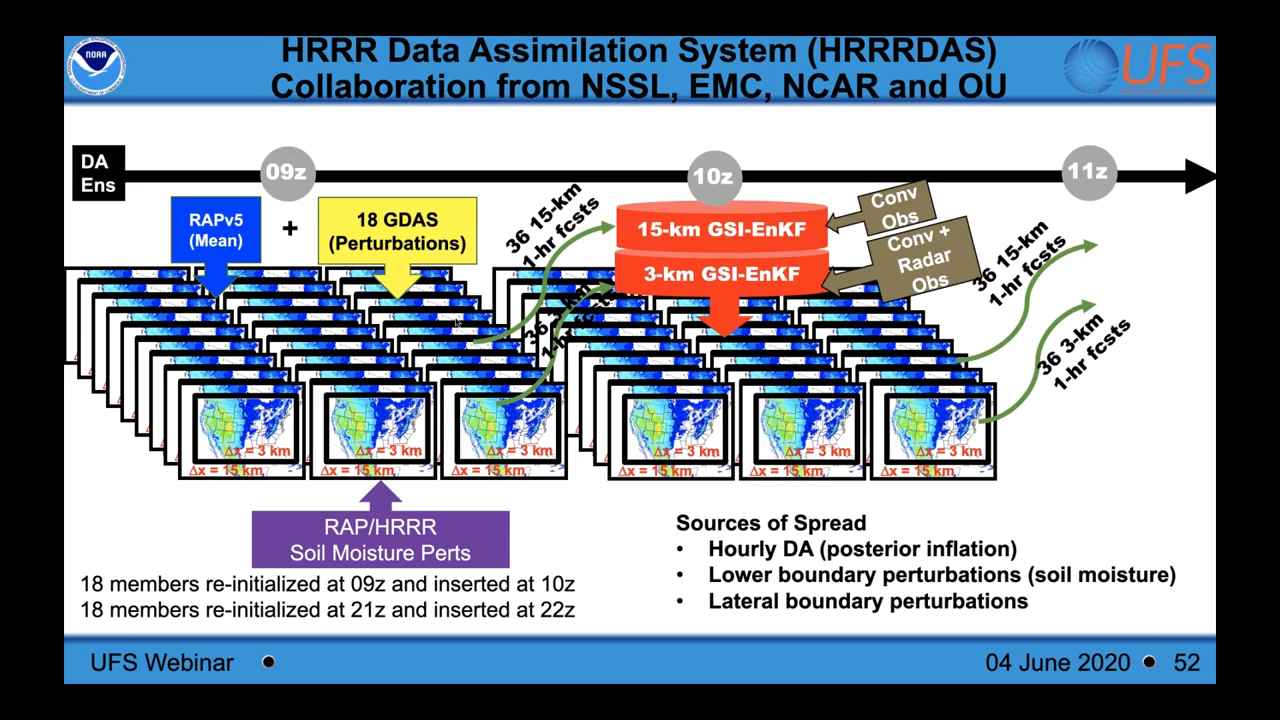 HRRR Data Assimilation System (HRRRDAS)
Collaboration from NSSL, EMC, NCAR and OU
NOAA
UFS
DA
Ens
09z
10z
11z
RAPv5
(Mean)
+
18 GDAS
(Perturbations)
36 15-km
1-hr fcsts
36 3-km
1-hr fcsts
15-km GSI-EnKF
3-km GSI-EnKF
Conv
Obs
Conv +
Radar
Obs
36 15-km
1-hr fcsts
36 3-km
1-hr fcsts
Δx = 3 km
Δx = 15 km
Δx = 3 km
Δx = 15 km
Δx = 3 km
Δx = 15 km
Δx = 3 km
Δx = 15 km
Δx = 3 km
Δx = 15 km
Δx = 3 km
Δx = 15 km
RAP/HRRR
Soil Moisture Perts
18 members re-initialized at 09z and inserted at 10z
18 members re-initialized at 21z and inserted at 22z
Sources of Spread
• Hourly DA (posterior inflation)
• Lower boundary perturbations (soil moisture)
• Lateral boundary perturbations
UFS Webinar •
04 June 2020 • 52